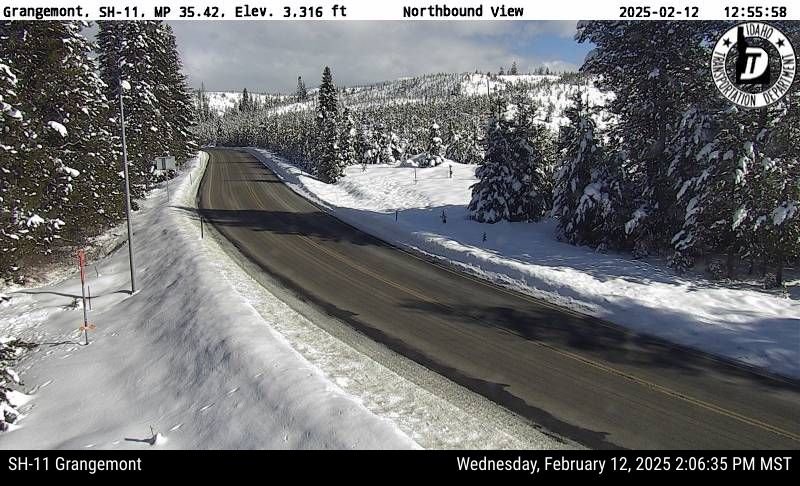 Grangemont, SH-11, MP 35.42, Elev. 3,316 ft Northbound View 2025-02-12 12:55:58
IDAHO
TRANSPORTATION DEPARTMENT
SH-11 Grangemont Wednesday, February 12, 2025 2:06:35 PM MST